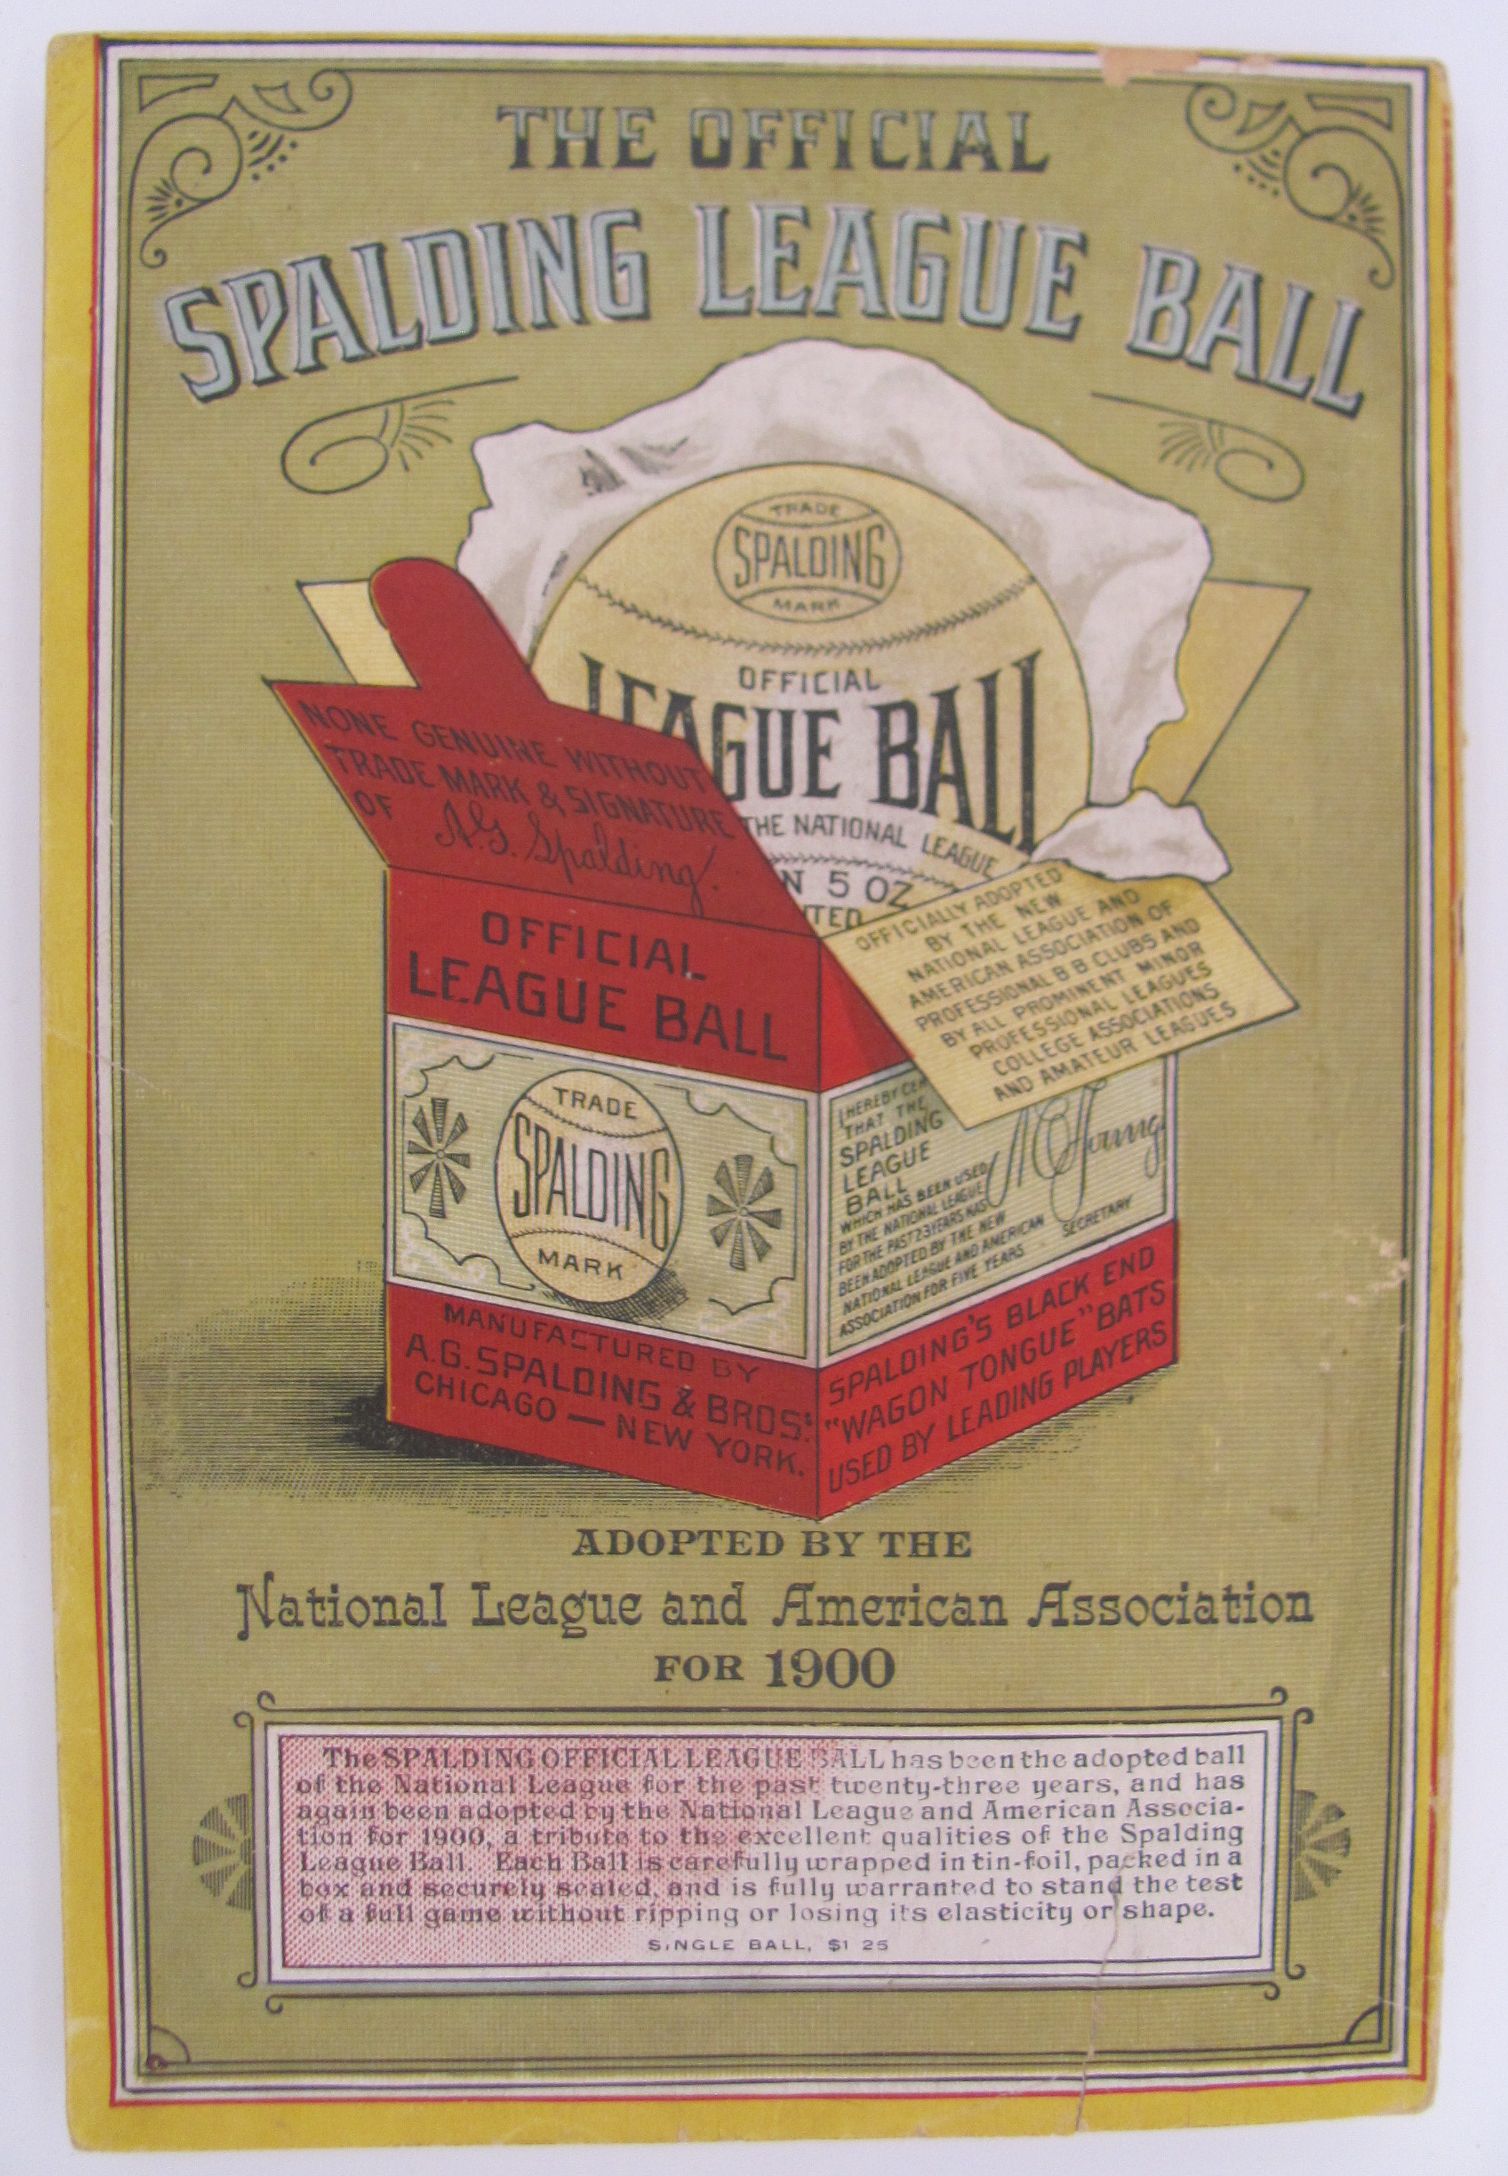 THE OFFICIAL
SPALDING LEAGUE BALL
TRADE
SPALDING
MARK
OFFICIAL
LEAGUE BALL
THE NATIONAL LEAGUE
5 OZ
NONE GENUINE WITHOUT
TRADE MARK & SIGNATURE
OF A.G. Spalding.
OFFICIALLY ADOPTED
BY THE NEW
NATIONAL LEAGUE AND
AMERICAN ASSOCIATION OF
PROFESSIONAL B B CLUBS AND
BY ALL PROMINENT MINOR
PROFESSIONAL LEAGUES
COLLEGE ASSOCIATIONS
AND AMATEUR LEAGUES
OFFICIAL
LEAGUE BALL
TRADE
SPALDING
MARK
MANUFACTURED BY
A.G. SPALDING & BROS.
CHICAGO — NEW YORK.
I HEREBY CER
THAT THE
SPALDING
LEAGUE
BALL
WHICH HAS BEEN USED
BY THE NATIONAL LEAGUE
FOR THE PAST 23 YEARS HAS
BEEN ADOPTED BY THE NEW
NATIONAL LEAGUE AND AMERICAN
ASSOCIATION FOR FIVE YEARS
N E Young
SECRETARY
SPALDING'S BLACK END
"WAGON TONGUE" BATS
USED BY LEADING PLAYERS
ADOPTED BY THE
National League and American Association
FOR 1900
The SPALDING OFFICIAL LEAGUE BALL has been the adopted ball
of the National League for the past twenty-three years, and has
again been adopted by the National League and American Associa-
tion for 1900, a tribute to the excellent qualities of the Spalding
League Ball. Each Ball is carefully wrapped in tin-foil, packed in a
box and securely sealed, and is fully warranted to stand the test
of a full game without ripping or losing its elasticity or shape.
SINGLE BALL, $1 25